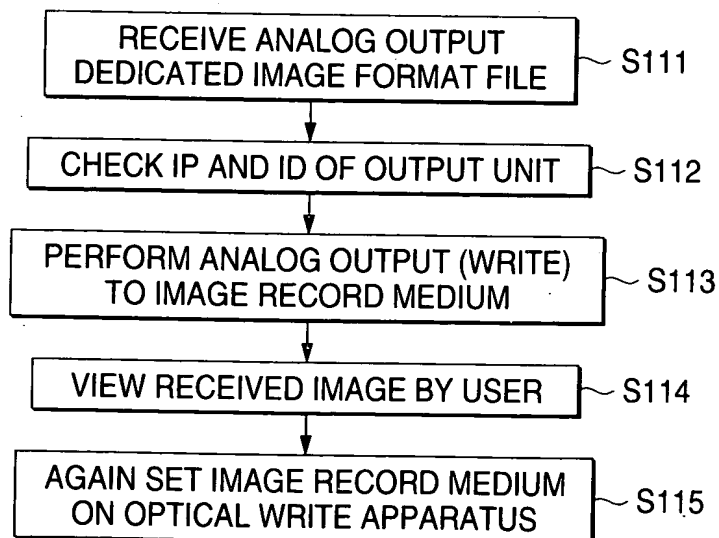 RECEIVE ANALOG OUTPUT
DEDICATED IMAGE FORMAT FILE
S111
CHECK IP AND ID OF OUTPUT UNIT
S112
PERFORM ANALOG OUTPUT (WRITE)
TO IMAGE RECORD MEDIUM
S113
VIEW RECEIVED IMAGE BY USER
S114
AGAIN SET IMAGE RECORD MEDIUM
ON OPTICAL WRITE APPARATUS
S115